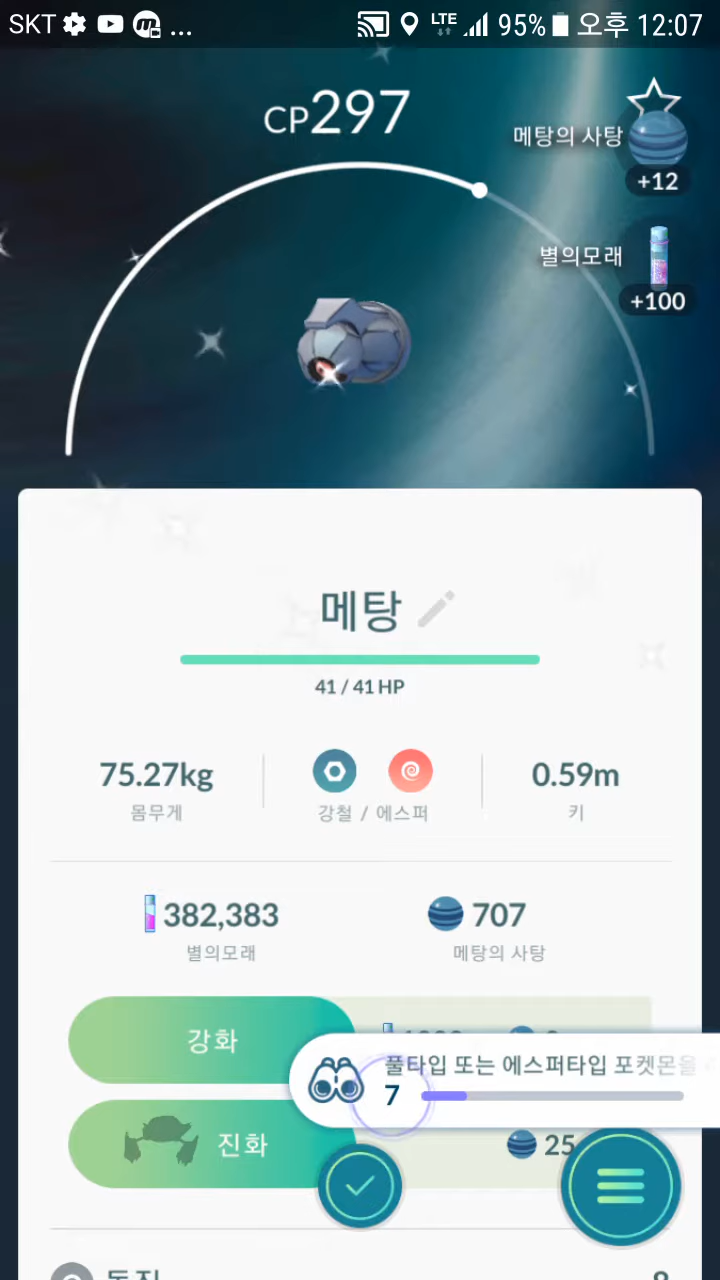 SKT ... LTE 95% 오후 12:07
CP297
메탕의 사탕
+12
별의모래
+100
메탕
41 / 41 HP
75.27kg
몸무게
강철 / 에스퍼
0.59m
키
382,383
별의모래
707
메탕의 사탕
강화
풀타입 또는 에스퍼타입 포켓몬을
7
진화
25